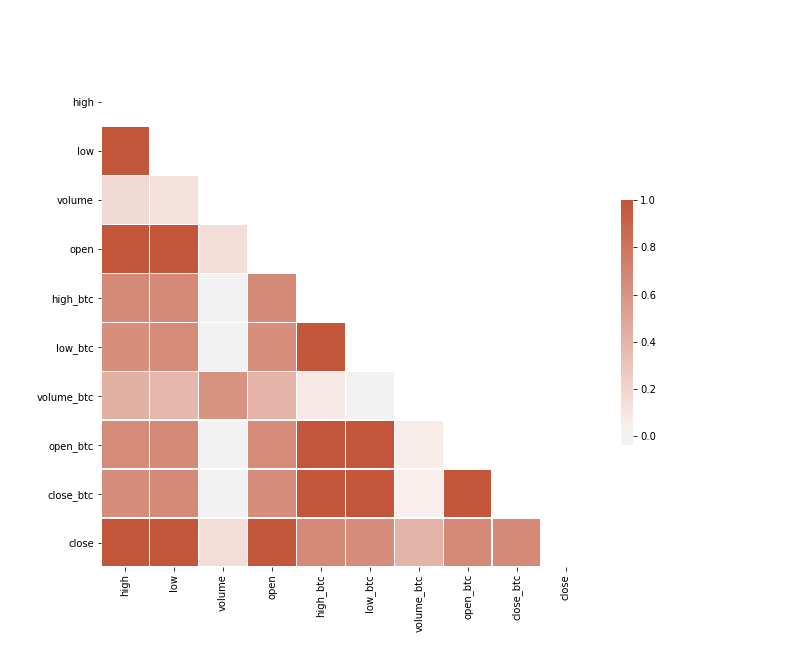 high
low
volume
open
high_btc
low_btc
volume_btc
open_btc
close_btc
close
high
low
volume
open
high_btc
low_btc
volume_btc
open_btc
close_btc
close
1.0
0.8
0.6
0.4
0.2
0.0